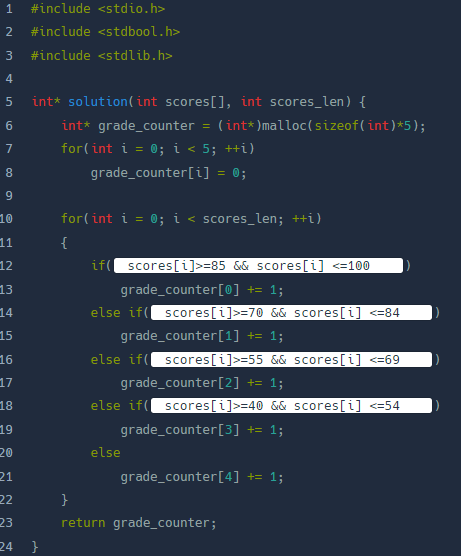 1 #include <stdio.h>
2 #include <stdbool.h>
3 #include <stdlib.h>
4
5 int* solution(int scores[], int scores_len) {
6     int* grade_counter = (int*)malloc(sizeof(int)*5);
7     for(int i = 0; i < 5; ++i)
8         grade_counter[i] = 0;
9
10     for(int i = 0; i < scores_len; ++i)
11     {
12         if( scores[i]>=85 && scores[i] <=100 )
13             grade_counter[0] += 1;
14         else if( scores[i]>=70 && scores[i] <=84 )
15             grade_counter[1] += 1;
16         else if( scores[i]>=55 && scores[i] <=69 )
17             grade_counter[2] += 1;
18         else if( scores[i]>=40 && scores[i] <=54 )
19             grade_counter[3] += 1;
20         else
21             grade_counter[4] += 1;
22     }
23     return grade_counter;
24 }